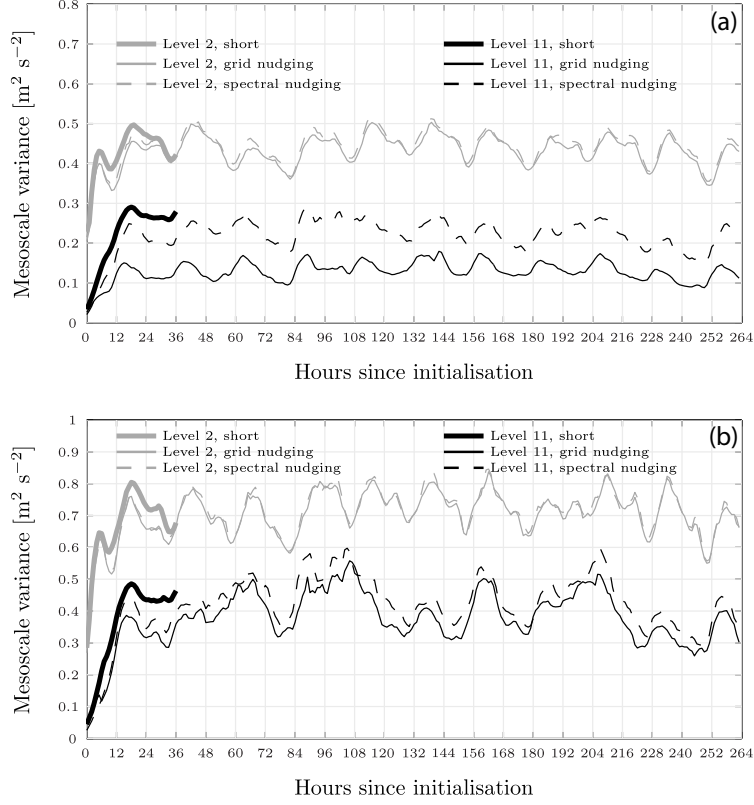 (a)
Level 2, short
Level 2, grid nudging
Level 2, spectral nudging
Level 11, short
Level 11, grid nudging
Level 11, spectral nudging
Mesoscale variance [m² s⁻²]
0.8
0.7
0.6
0.5
0.4
0.3
0.2
0.1
0
0 12 24 36 48 60 72 84 96 108 120 132 144 156 168 180 192 204 216 228 240 252 264
Hours since initialisation
(b)
Level 2, short
Level 2, grid nudging
Level 2, spectral nudging
Level 11, short
Level 11, grid nudging
Level 11, spectral nudging
Mesoscale variance [m² s⁻²]
1
0.9
0.8
0.7
0.6
0.5
0.4
0.3
0.2
0.1
0
0 12 24 36 48 60 72 84 96 108 120 132 144 156 168 180 192 204 216 228 240 252 264
Hours since initialisation